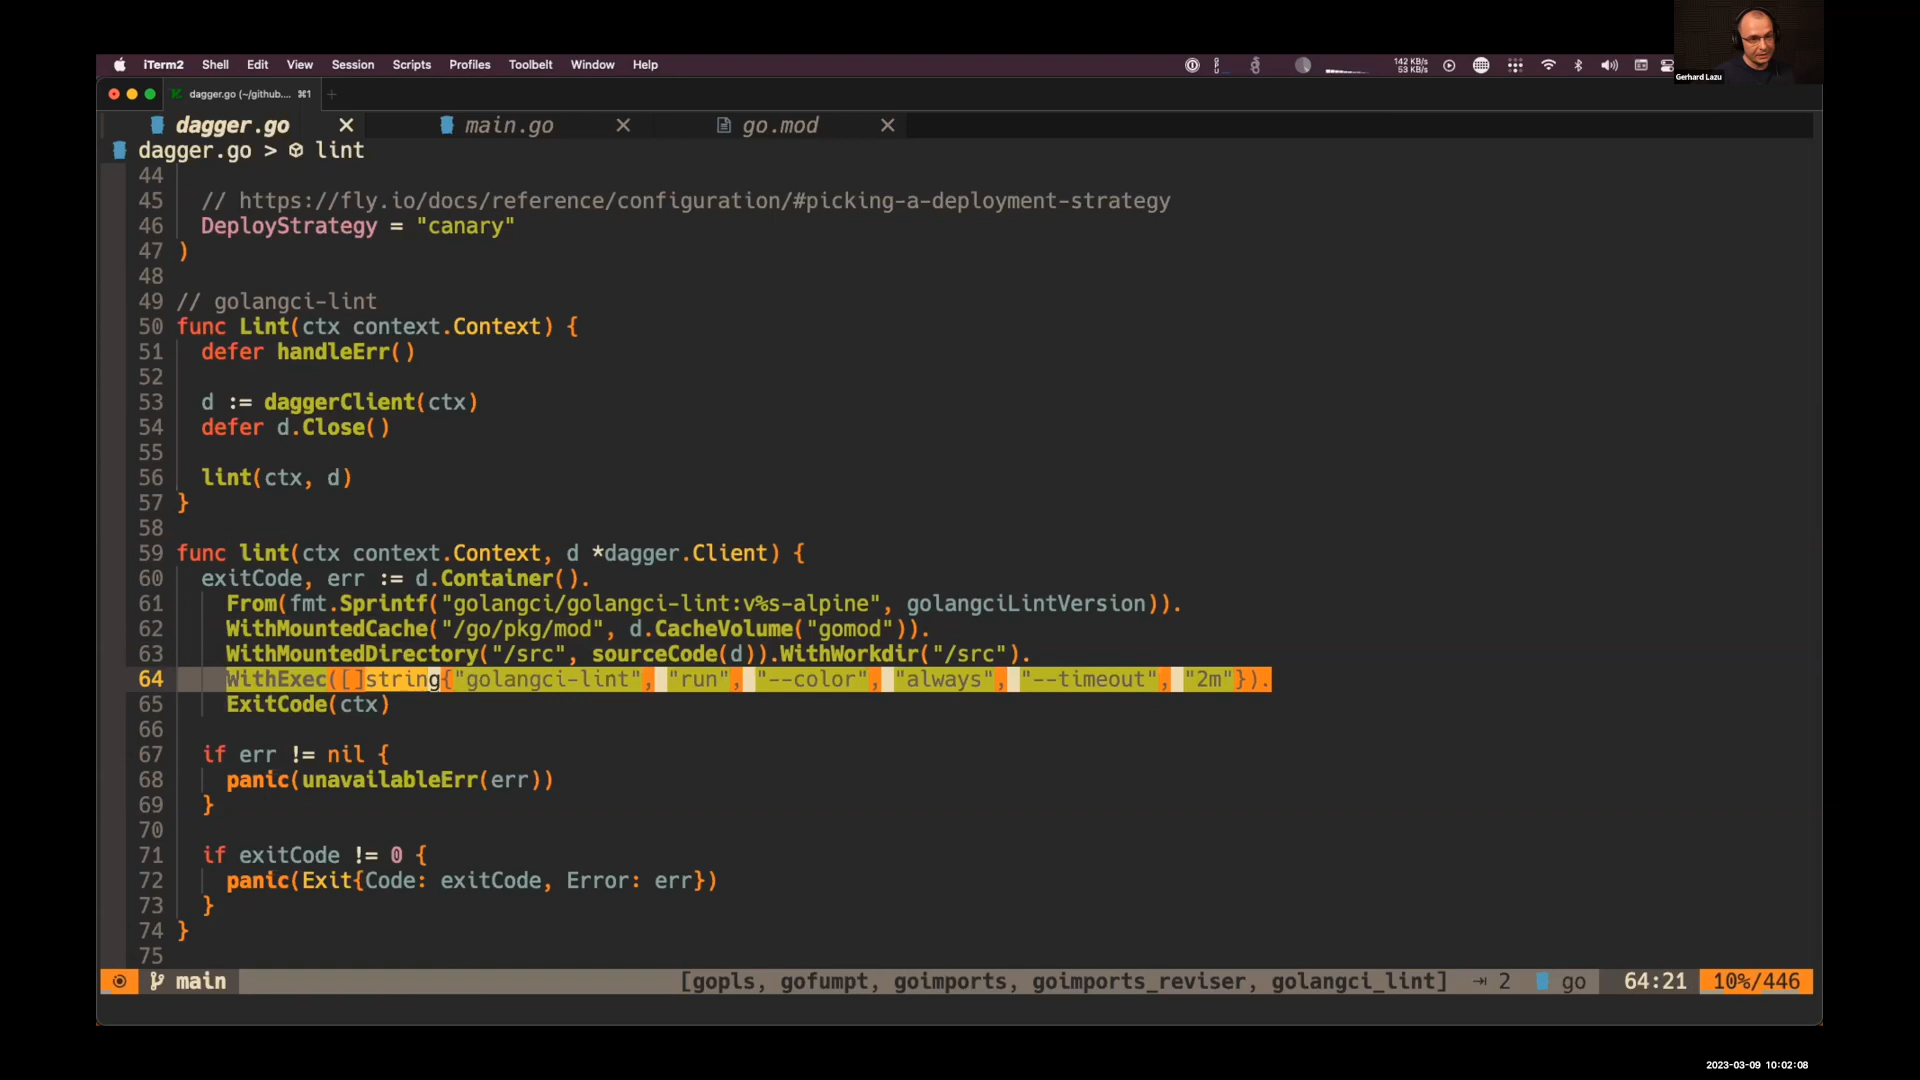 iTerm2 Shell Edit View Session Scripts Profiles Toolbelt Window Help 142 KB/s 53 KB/s
Gerhard Lazu
dagger.go (~/github.... ⌘1 +
dagger.go main.go go.mod
dagger.go > lint
44
45 // https://fly.io/docs/reference/configuration/#picking-a-deployment-strategy
46 DeployStrategy = "canary"
47 )
48
49 // golangci-lint
50 func Lint(ctx context.Context) {
51 defer handleErr()
52
53 d := daggerClient(ctx)
54 defer d.Close()
55
56 lint(ctx, d)
57 }
58
59 func lint(ctx context.Context, d *dagger.Client) {
60 exitCode, err := d.Container().
61 From(fmt.Sprintf("golangci/golangci-lint:v%s-alpine", golangciLintVersion)).
62 WithMountedCache("/go/pkg/mod", d.CacheVolume("gomod")).
63 WithMountedDirectory("/src", sourceCode(d)).WithWorkdir("/src").
64 WithExec([]string{"golangci-lint", "run", "--color", "always", "--timeout", "2m"}).
65 ExitCode(ctx)
66
67 if err != nil {
68 panic(unavailableErr(err))
69 }
70
71 if exitCode != 0 {
72 panic(Exit{Code: exitCode, Error: err})
73 }
74 }
75
main [gopls, gofumpt, goimports, goimports_reviser, golangci_lint] ⇥ 2 go 64:21 10%/446
2023-03-09 10:02:08